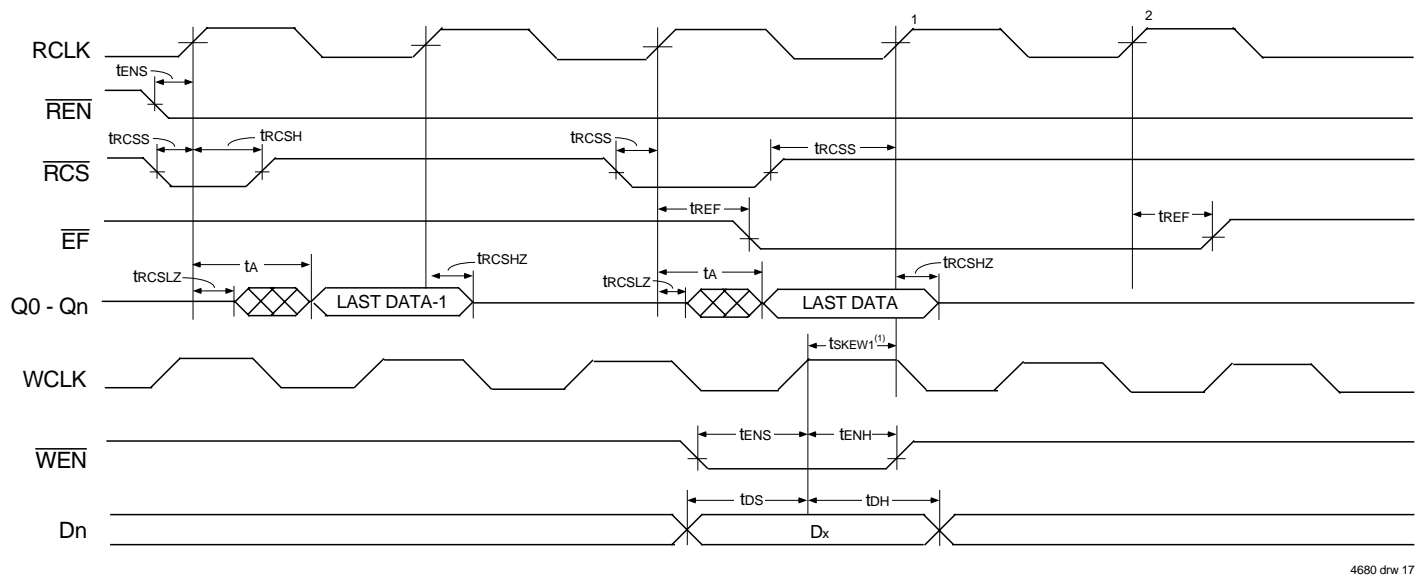 1 2
RCLK
tENS
REN
tRCSS tRCSH tRCSS tRCSS
RCS
tREF tREF
EF
tRCSLZ tA tRCSHZ tRCSLZ tA tRCSHZ
Q0 - Qn LAST DATA-1 LAST DATA
tSKEW1(1)
WCLK
tENS tENH
WEN
tDS tDH
Dn Dx
4680 drw 17